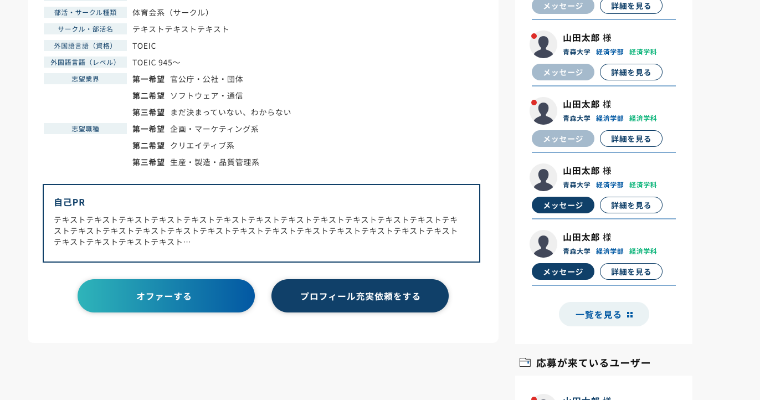 部活・サークル種類 体育会系（サークル）
サークル・部活名 テキストテキストテキスト
外国語言語（資格） TOEIC
外国語言語（レベル） TOEIC 945〜
志望業界 第一希望 官公庁・公社・団体
第二希望 ソフトウェア・通信
第三希望 まだ決まっていない、わからない
志望職種 第一希望 企画・マーケティング系
第二希望 クリエイティブ系
第三希望 生産・製造・品質管理系
自己PR
テキストテキストテキストテキストテキストテキストテキストテキストテキストテキストテキストテキストテキ
ストテキストテキストテキストテキストテキストテキストテキストテキストテキストテキストテキストテキスト
テキストテキストテキストテキスト…
オファーする
プロフィール充実依頼をする
メッセージ 詳細を見る
山田太郎 様
青森大学 経済学部 経済学科
メッセージ 詳細を見る
山田太郎 様
青森大学 経済学部 経済学科
メッセージ 詳細を見る
山田太郎 様
青森大学 経済学部 経済学科
メッセージ 詳細を見る
山田太郎 様
青森大学 経済学部 経済学科
メッセージ 詳細を見る
一覧を見る
応募が来ているユーザー
山田太郎 様